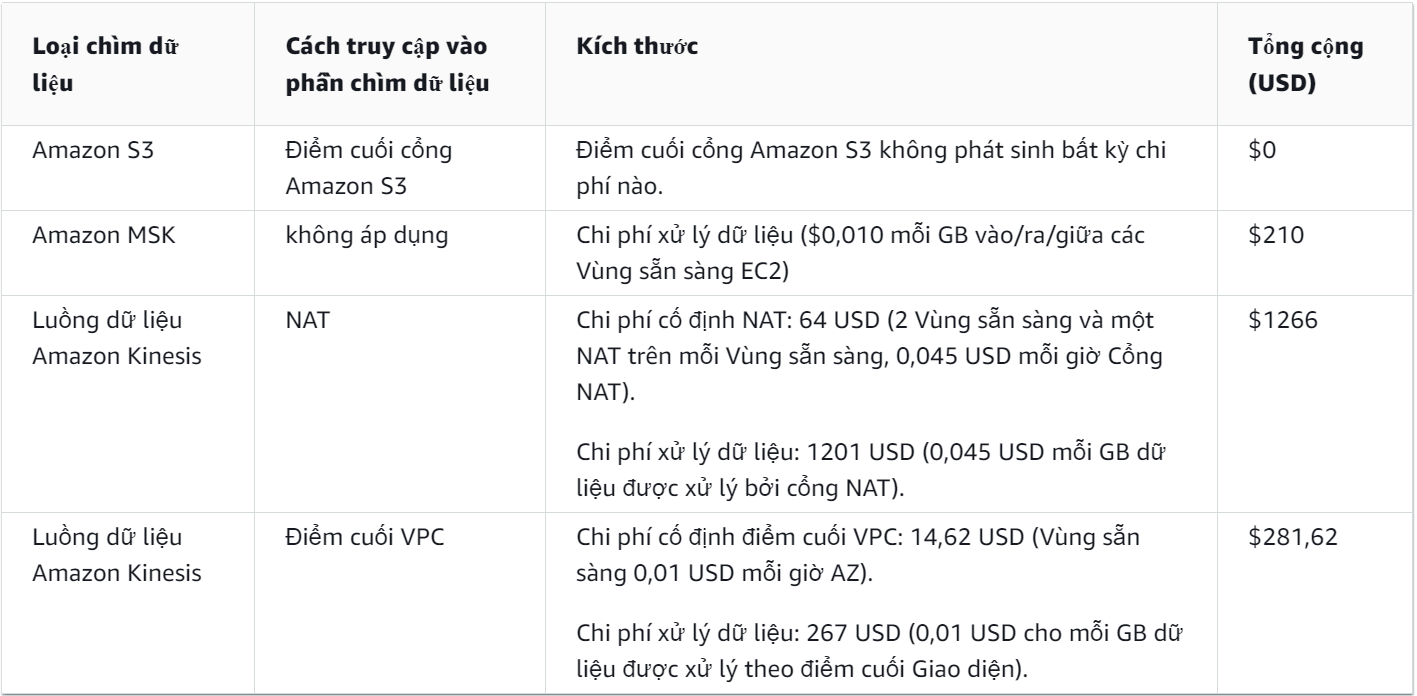 Loại chìm dữ
liệu
Cách truy cập vào
phần chìm dữ liệu
Kích thước
Tổng cộng
(USD)
Amazon S3
Điểm cuối cổng
Amazon S3
Điểm cuối cổng Amazon S3 không phát sinh bất kỳ chi
phí nào.
$0
Amazon MSK
không áp dụng
Chi phí xử lý dữ liệu ($0,010 mỗi GB vào/ra/giữa các
Vùng sẵn sàng EC2)
$210
Luồng dữ liệu
Amazon Kinesis
NAT
Chi phí cố định NAT: 64 USD (2 Vùng sẵn sàng và một
NAT trên mỗi Vùng sẵn sàng, 0,045 USD mỗi giờ Cổng
NAT).
Chi phí xử lý dữ liệu: 1201 USD (0,045 USD mỗi GB dữ
liệu được xử lý bởi cổng NAT).
$1266
Luồng dữ liệu
Amazon Kinesis
Điểm cuối VPC
Chi phí cố định điểm cuối VPC: 14,62 USD (Vùng sẵn
sàng 0,01 USD mỗi giờ AZ).
Chi phí xử lý dữ liệu: 267 USD (0,01 USD cho mỗi GB dữ
liệu được xử lý theo điểm cuối Giao diện).
$281,62